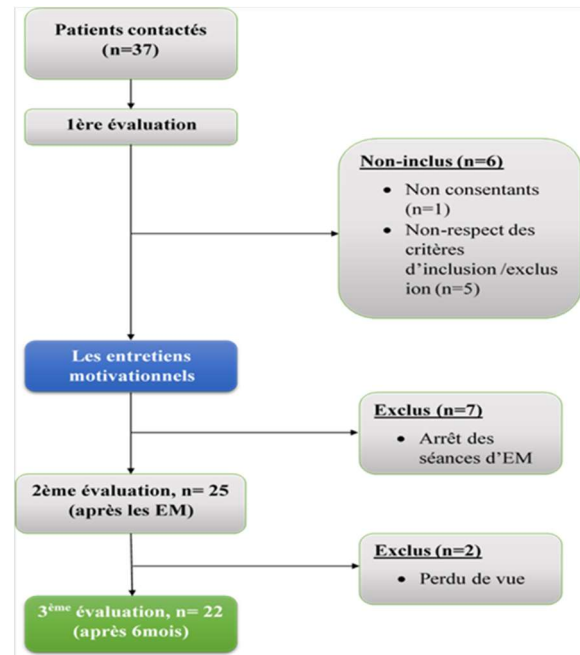 Patients contactés
(n=37)
1ère évaluation
Non-inclus (n=6)
• Non consentants
(n=1)
• Non-respect des
critères
d’inclusion /exclus
ion (n=5)
Les entretiens
motivationnels
Exclus (n=7)
• Arrêt des
séances d’EM
2ème évaluation, n= 25
(après les EM)
Exclus (n=2)
• Perdu de vue
3ème évaluation, n= 22
(après 6mois)